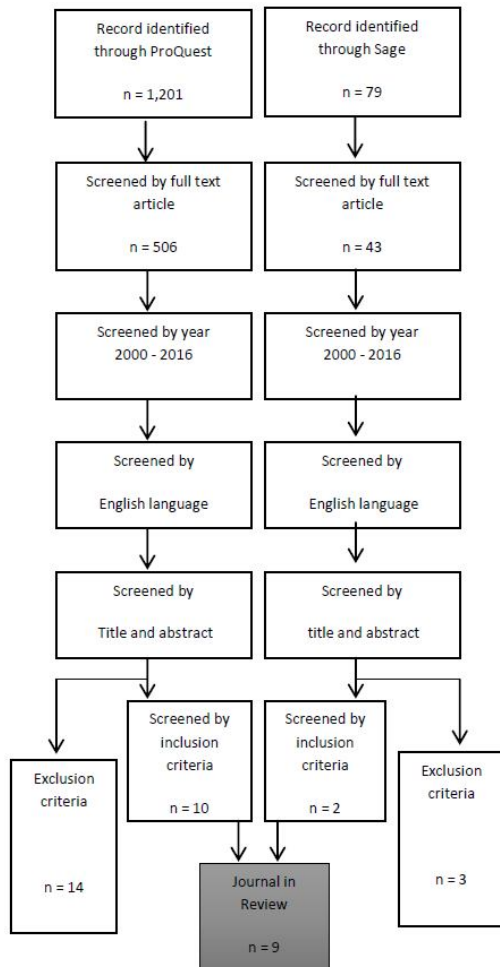 Record identified
through ProQuest
n = 1,201
Record identified
through Sage
n = 79
Screened by full text
article
n = 506
Screened by full text
article
n = 43
Screened by year
2000 - 2016
Screened by year
2000 - 2016
Screened by
English language
Screened by
English language
Screened by
Title and abstract
Screened by
title and abstract
Exclusion
criteria
n = 14
Screened by
inclusion
criteria
n = 10
Screened by
inclusion
criteria
n = 2
Exclusion
criteria
n = 3
Journal in
Review
n = 9